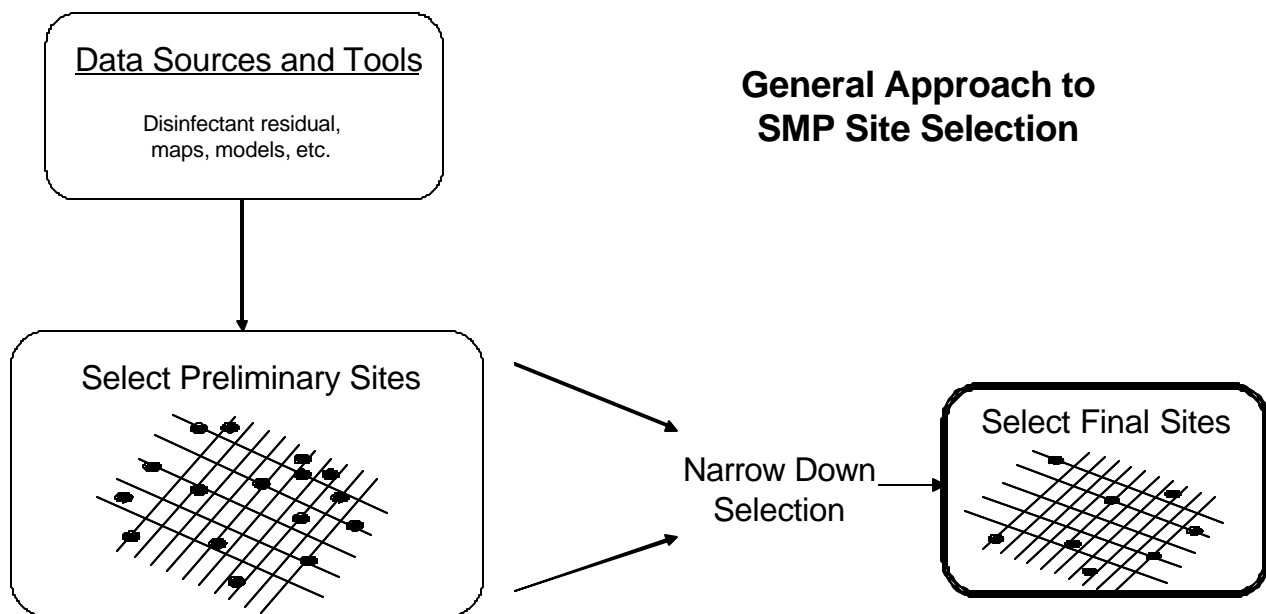 Data Sources and Tools
Disinfectant residual,
maps, models, etc.
General Approach to
SMP Site Selection
Select Preliminary Sites
Narrow Down
Selection
Select Final Sites